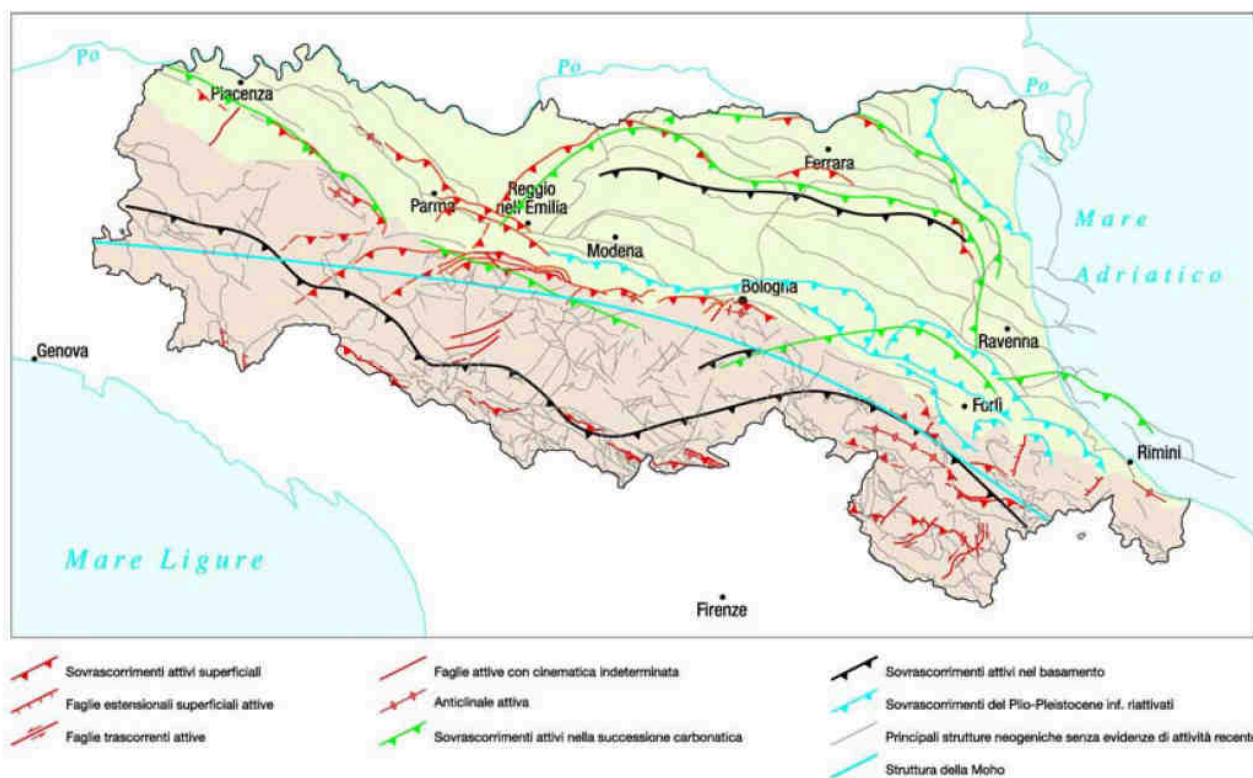 Po
Po
Po
Piacenza
Ferrara
Parma
Reggio
nell'Emilia
Modena
Mare
Adriatico
Bologna
Ravenna
Genova
Forlì
Rimini
Mare Ligure
Firenze
Sovrascorrimenti attivi superficiali
Faglie estensionali superficiali attive
Faglie trascorrenti attive
Faglie attive con cinematica indeterminata
Anticlinale attiva
Sovrascorrimenti attivi nella successione carbonatica
Sovrascorrimenti attivi nel basamento
Sovrascorrimenti del Plio-Pleistocene inf. riattivati
Principali strutture neogeniche senza evidenze di attività recente
Struttura della Moho